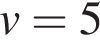 ν = 5